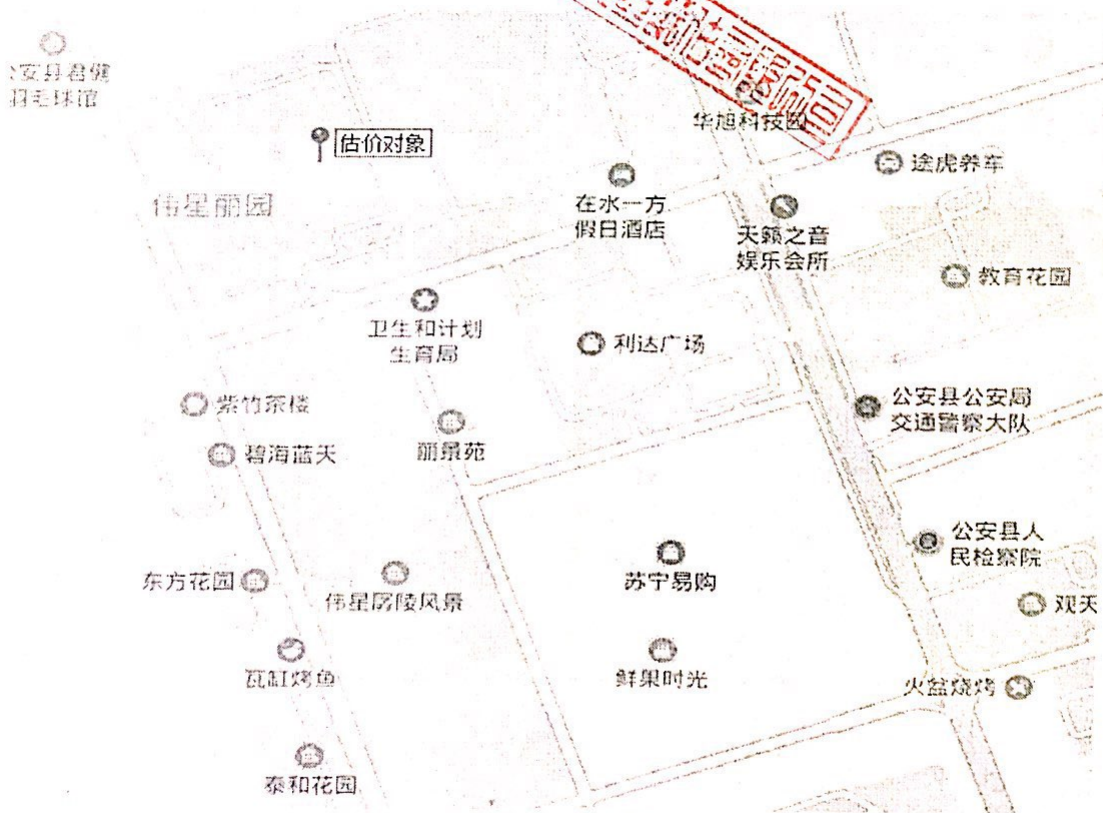 安县君健
羽毛球馆
估价对象
伟星丽园
华旭科技园
途虎养车
在水一方
假日酒店
天籁之音
娱乐会所
教育花园
卫生和计划
生育局
利达广场
紫竹茶楼
公安县公安局
交通警察大队
碧海蓝天
丽景苑
公安县人
民检察院
苏宁易购
东方花园
伟星孱陵风景
观天
瓦缸烤鱼
鲜果时光
火盆烧烤
泰和花园